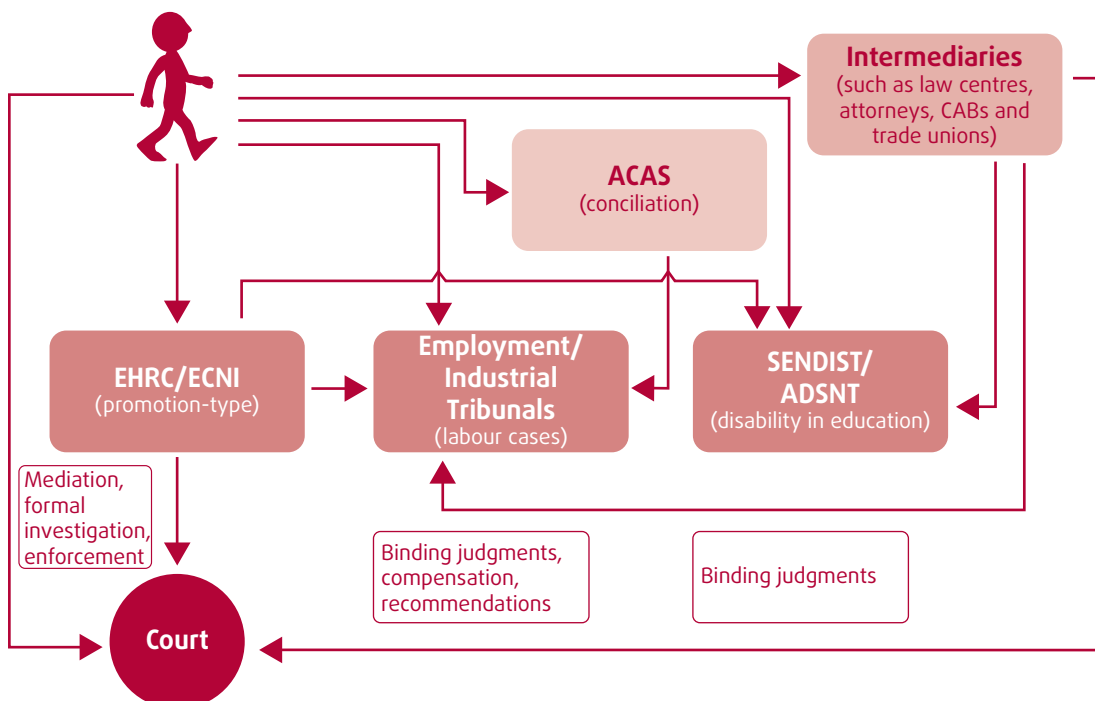 Intermediaries
(such as law centres,
attorneys, CABs and
trade unions)
ACAS
(conciliation)
EHRC/ECNI
(promotion-type)
Employment/
Industrial
Tribunals
(labour cases)
SENDIST/
ADSNT
(disability in education)
Mediation,
formal
investigation,
enforcement
Binding judgments,
compensation,
recommendations
Binding judgments
Court